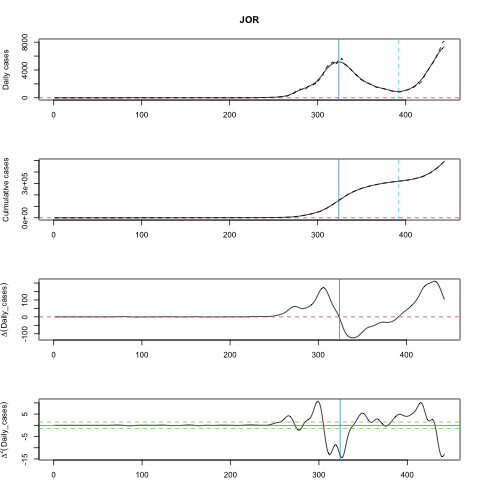 JOR
Daily cases
0 4000 8000
0 100 200 300 400
Culmulative cases
0e+00 3e+05
0 100 200 300 400
Δ(Daily_cases)
-100 0 100
0 100 200 300 400
Δ²(Daily_cases)
-15 -5 5
0 100 200 300 400